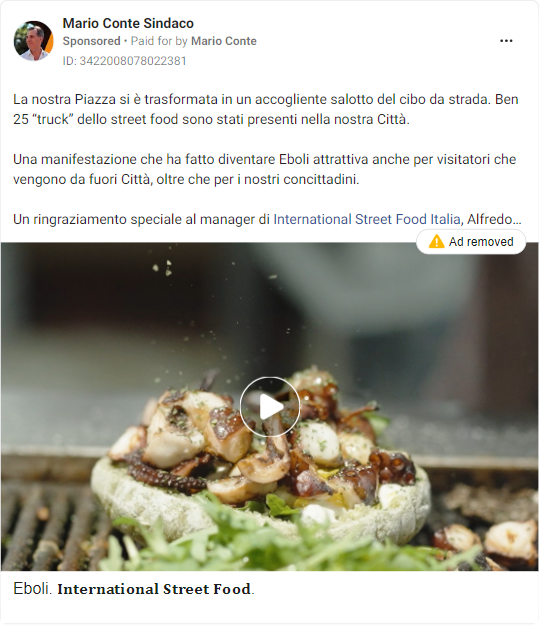 Mario Conte Sindaco
Sponsored • Paid for by Mario Conte
ID: 3422008078022381
La nostra Piazza si è trasformata in un accogliente salotto del cibo da strada. Ben
25 “truck” dello street food sono stati presenti nella nostra Città.
Una manifestazione che ha fatto diventare Eboli attrattiva anche per visitatori che
vengono da fuori Città, oltre che per i nostri concittadini.
Un ringraziamento speciale al manager di International Street Food Italia, Alfredo...
Ad removed
Eboli. 𝐈𝐧𝐭𝐞𝐫𝐧𝐚𝐭𝐢𝐨𝐧𝐚𝐥 𝐒𝐭𝐫𝐞𝐞𝐭 𝐅𝐨𝐨𝐝.